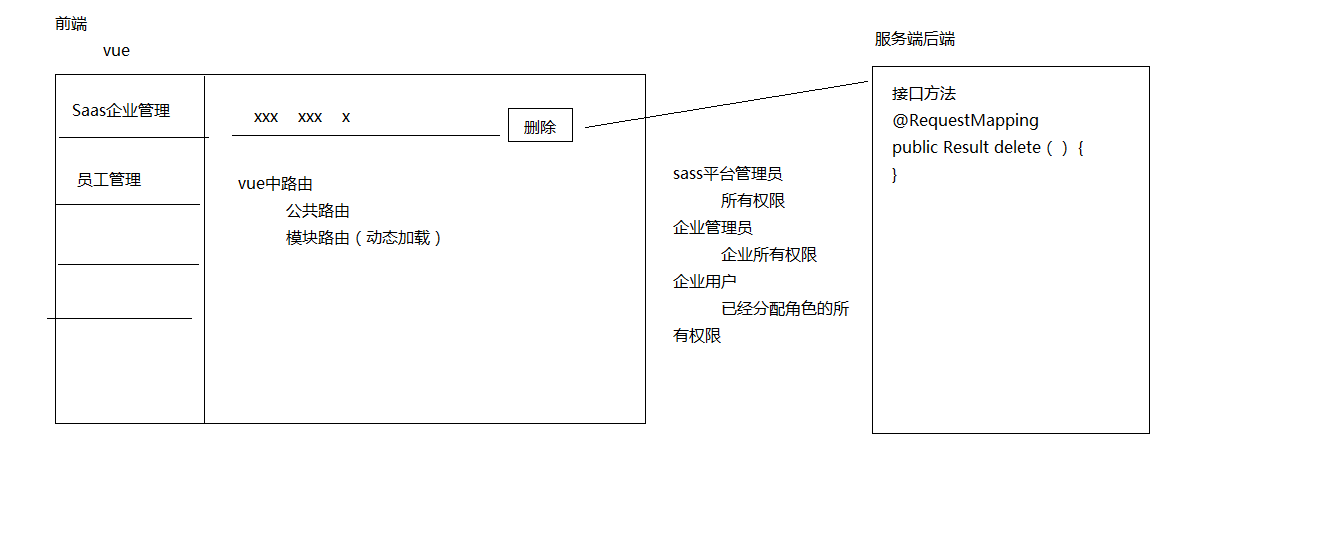 前端
vue
Saas企业管理
员工管理
xxx xxx x
删除
vue中路由
公共路由
模块路由（动态加载）
sass平台管理员
所有权限
企业管理员
企业所有权限
企业用户
已经分配角色的所
有权限
服务端后端
接口方法
@RequestMapping
public Result delete（）{
}